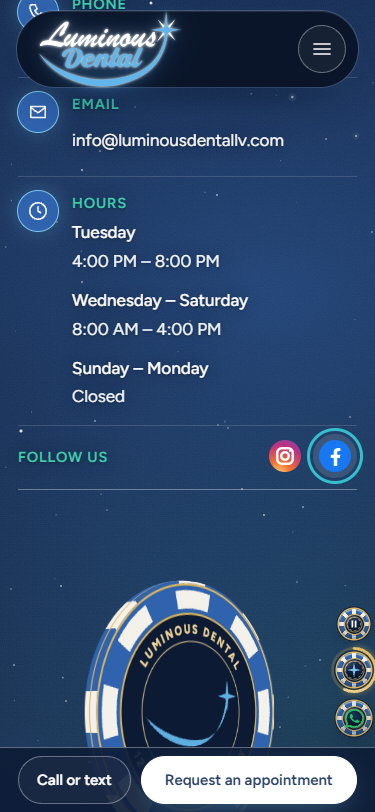 PHONE
Luminous
Dental
EMAIL
info@luminousdentallv.com
HOURS
Tuesday
4:00 PM – 8:00 PM
Wednesday – Saturday
8:00 AM – 4:00 PM
Sunday – Monday
Closed
FOLLOW US
LUMINOUS DENTAL
Call or text
Request an appointment